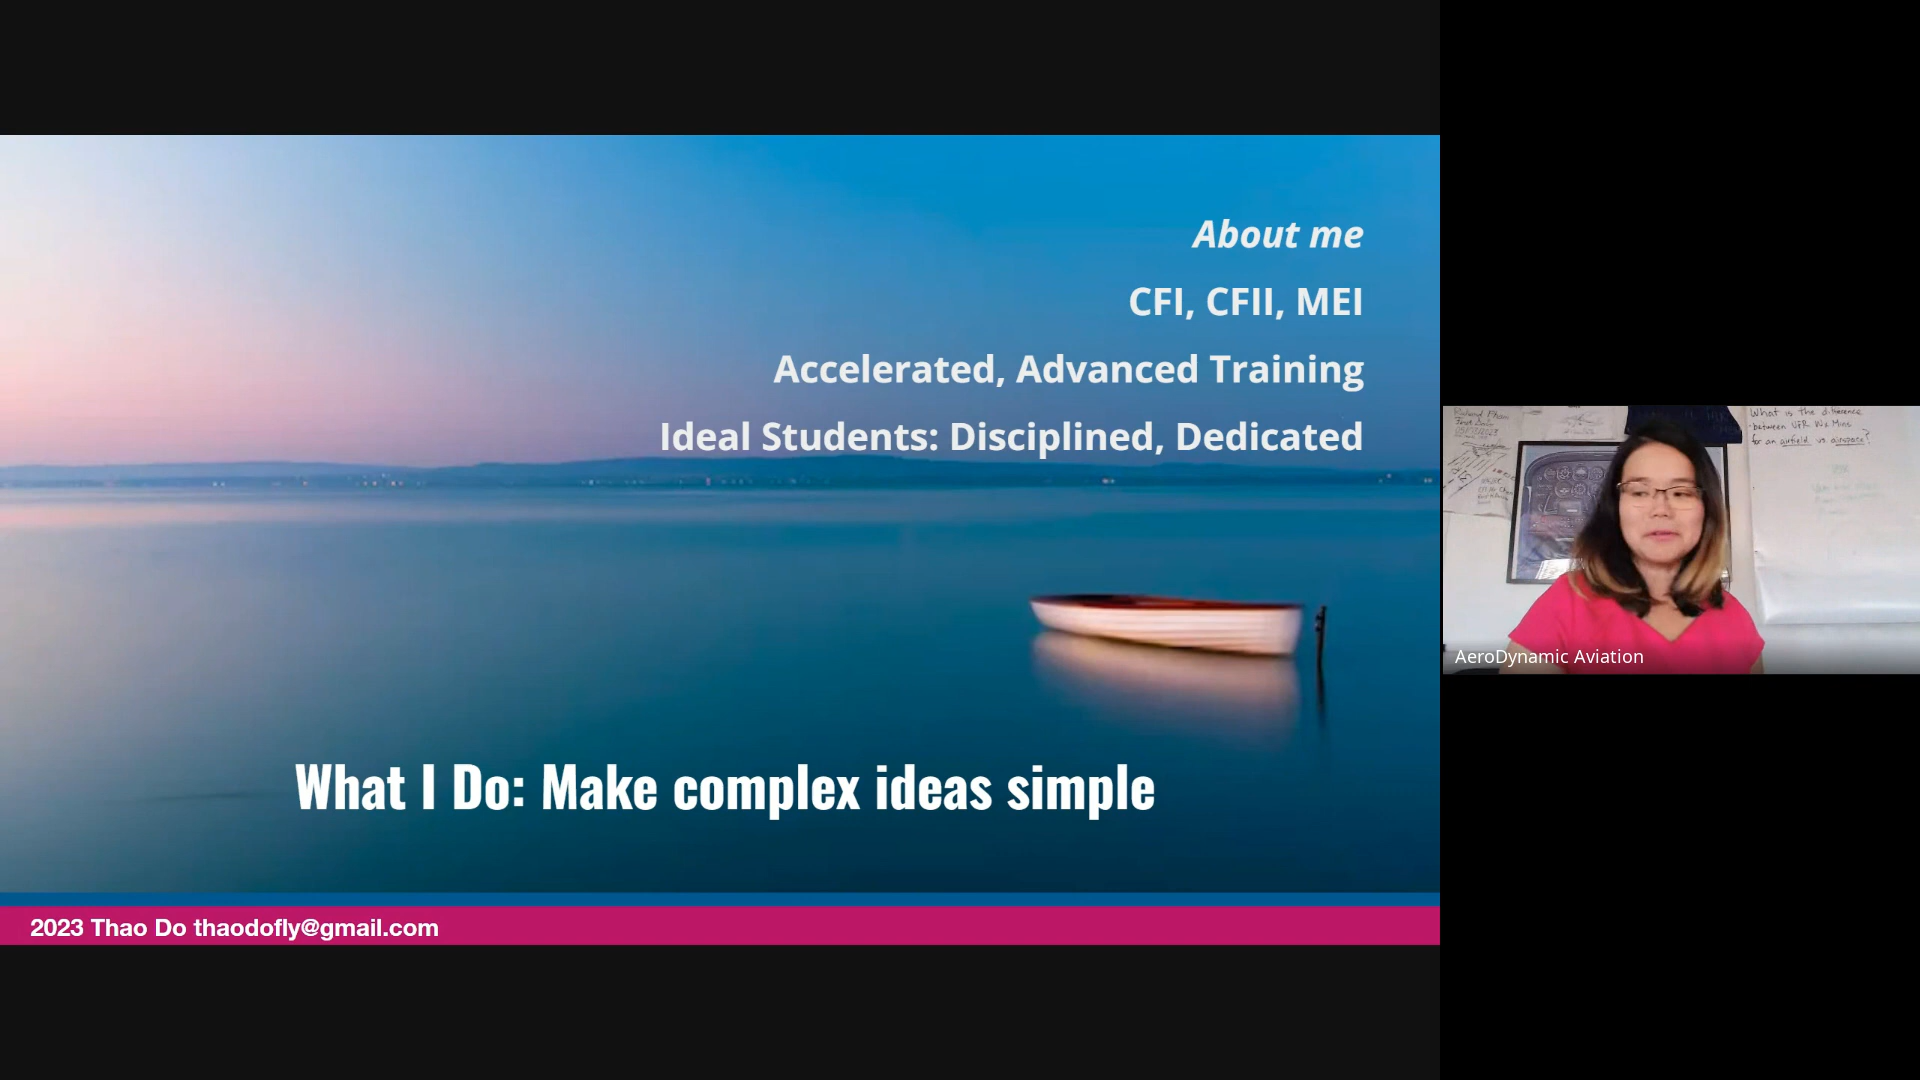 About me
CFI, CFII, MEI
Accelerated, Advanced Training
Ideal Students: Disciplined, Dedicated
What I Do: Make complex ideas simple
2023 Thao Do thaodofly@gmail.com
What is the difference
between VFR Wx Mins
for an airfield vs airspace?
AeroDynamic Aviation